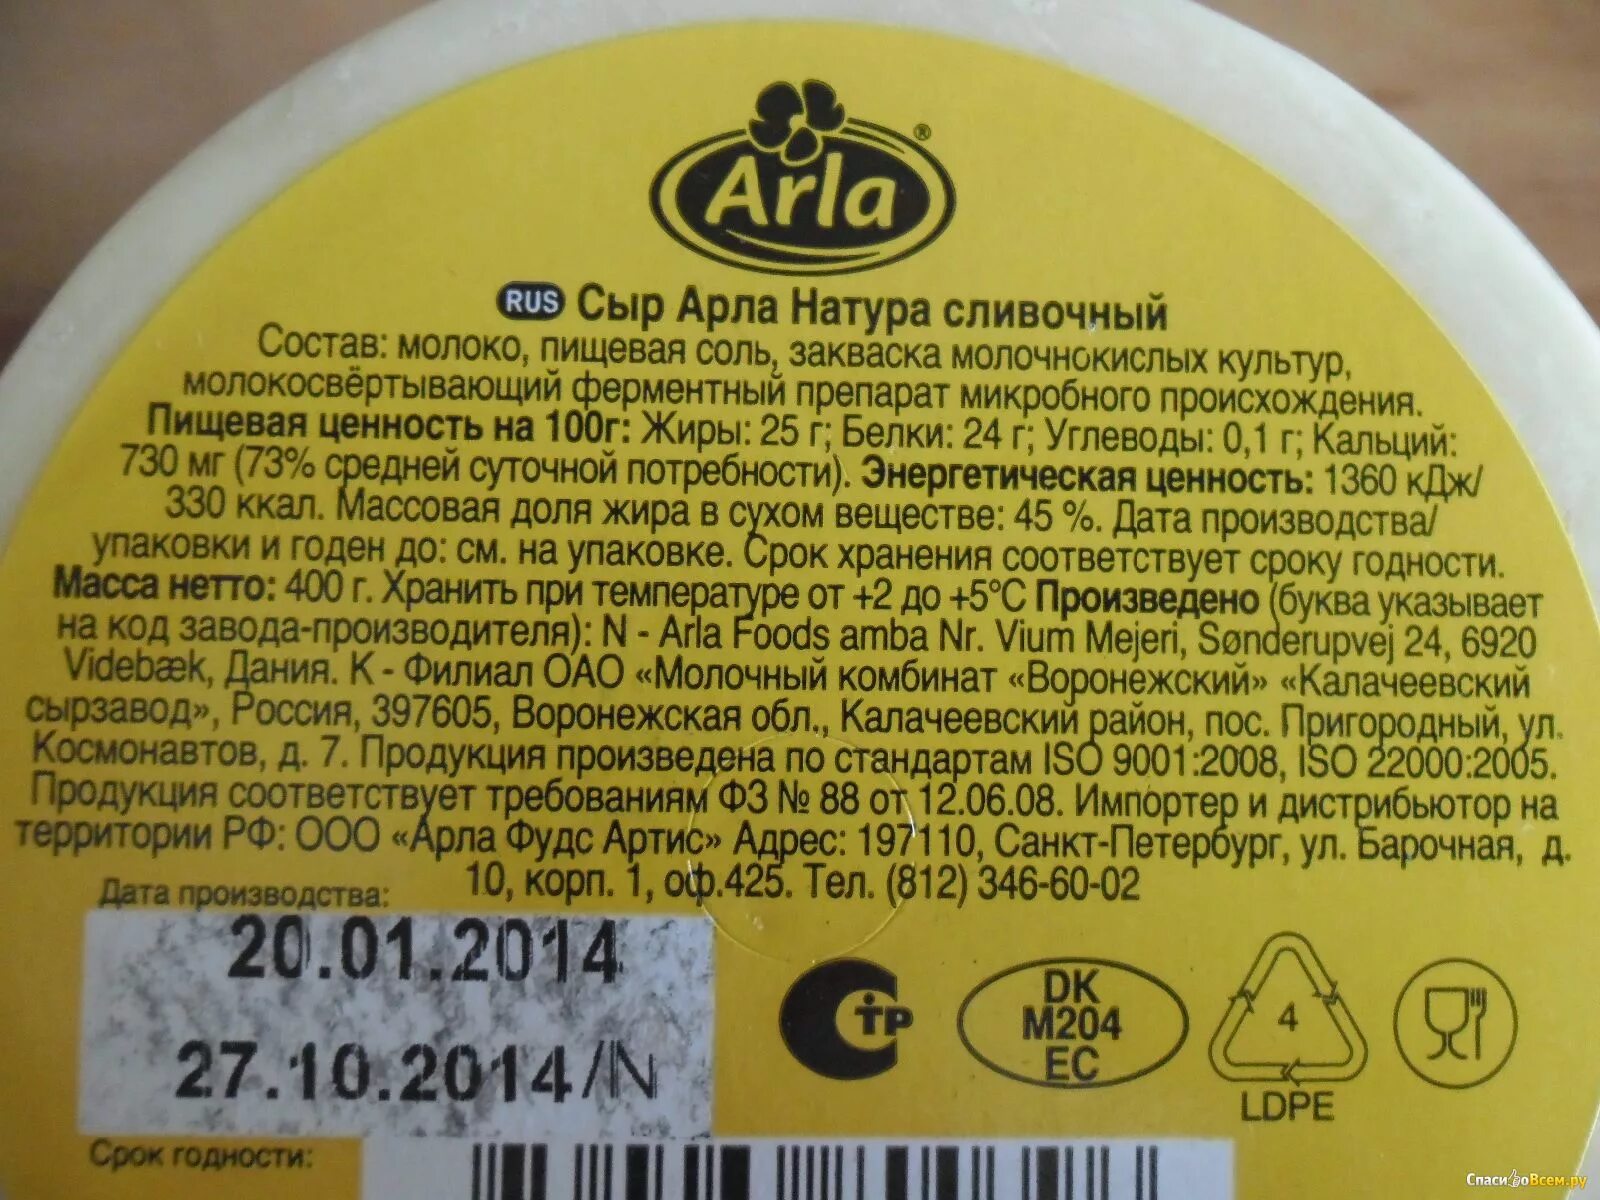 Arla®
RUS Сыр Арла Натура сливочный
Состав: молоко, пищевая соль, закваска молочнокислых культур,
молокосвёртывающий ферментный препарат микробного происхождения.
Пищевая ценность на 100г: Жиры: 25 г; Белки: 24 г; Углеводы: 0,1 г; Кальций:
730 мг (73% средней суточной потребности). Энергетическая ценность: 1360 кДж/
330 ккал. Массовая доля жира в сухом веществе: 45 %. Дата производства/
упаковки и годен до: см. на упаковке. Срок хранения соответствует сроку годности.
Масса нетто: 400 г. Хранить при температуре от +2 до +5°С Произведено (буква указывает
на код завода-производителя): N - Arla Foods amba Nr. Vium Mejeri, Sønderupvej 24, 6920
Videbæk, Дания. К - Филиал ОАО «Молочный комбинат «Воронежский» «Калачеевский
сырзавод», Россия, 397605, Воронежская обл., Калачеевский район, пос. Пригородный, ул.
Космонавтов, д. 7. Продукция произведена по стандартам ISO 9001:2008, ISO 22000:2005.
Продукция соответствует требованиям ФЗ № 88 от 12.06.08. Импортер и дистрибьютор на
территории РФ: ООО «Арла Фудс Артис» Адрес: 197110, Санкт-Петербург, ул. Барочная, д.
10, корп. 1, оф.425. Тел. (812) 346-60-02
Дата производства:
20.01.2014
27.10.2014/N
Срок годности:
СТР
DK
M204
EC
4
LDPE
СпасибоВсем.ру